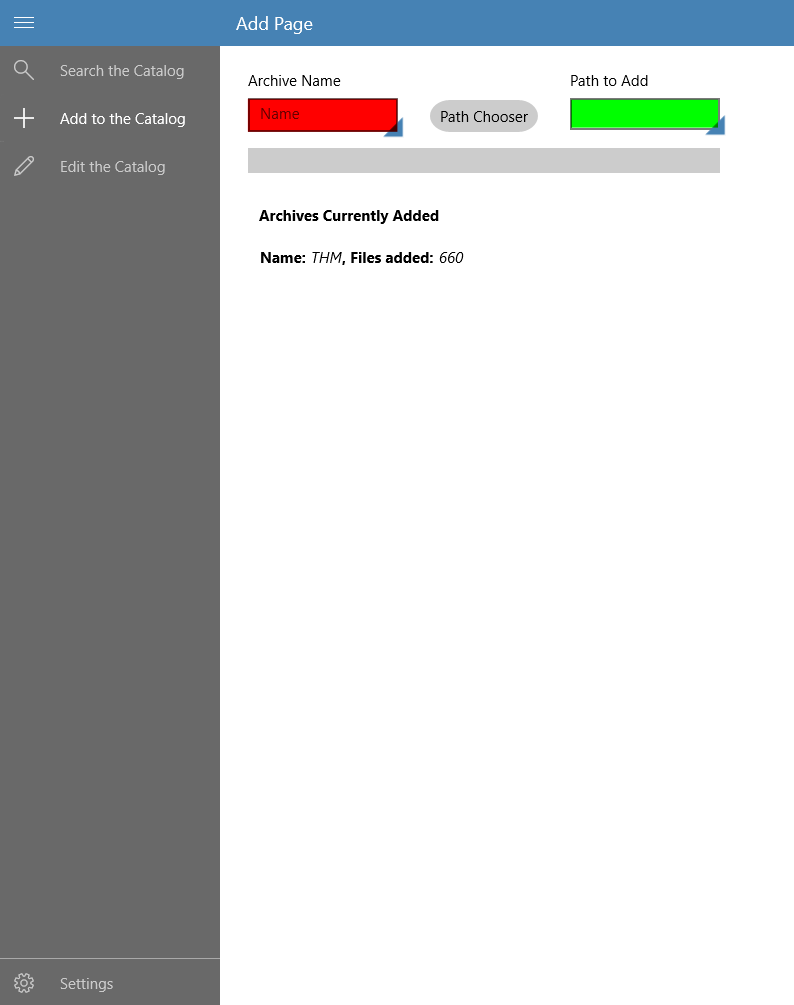 Add Page
Search the Catalog
Add to the Catalog
Edit the Catalog
Settings
Archive Name
Name
Path Chooser
Path to Add
Archives Currently Added
Name: THM, Files added: 660